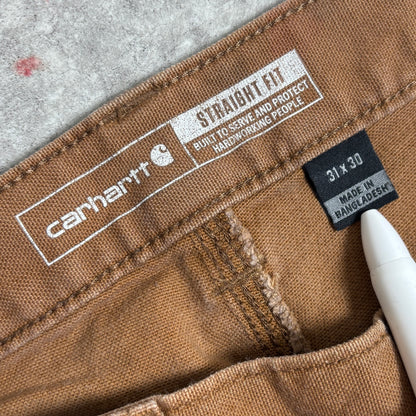 carhartt
STRAIGHT FIT
BUILT TO SERVE AND PROTECT
HARDWORKING PEOPLE
31 x 30
MADE IN
BANGLADESH